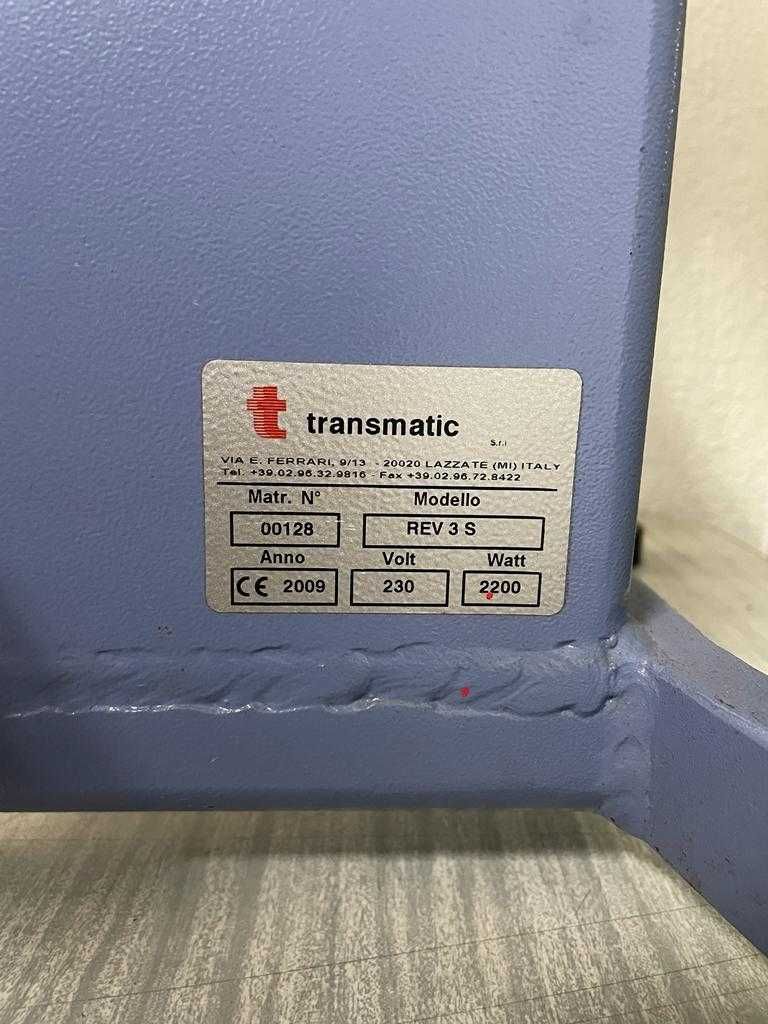 t transmatic S.r.l
VIA E. FERRARI, 9/13 - 20020 LAZZATE (MI) ITALY
Tel. +39.02.96.32.9816 - Fax +39.02.96.72.8422
Matr. N° Modello
00128 REV 3 S
Anno Volt Watt
CE 2009 230 2200